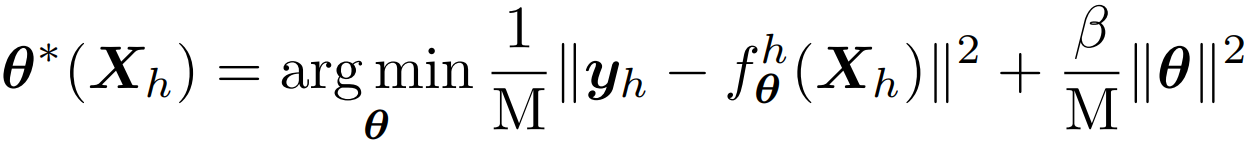 θ*(X_h) = arg min_θ 1/M ‖y_h − f_θ^h(X_h)‖² + β/M ‖θ‖²